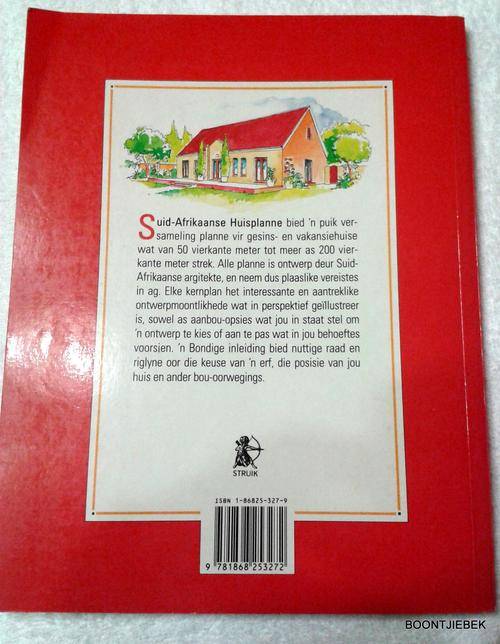 Suid-Afrikaanse Huisplanne bied 'n puik ver-
sameling planne vir gesins- en vakansiehuise
wat van 50 vierkante meter tot meer as 200 vier-
kante meter strek. Alle planne is ontwerp deur Suid-
Afrikaanse argitekte, en neem dus plaaslike vereistes
in ag. Elke kernplan het interessante en aantreklike
ontwerpmoontlikhede wat in perspektief geïllustreer
is, sowel as aanbou-opsies wat jou in staat stel om
'n ontwerp te kies of aan te pas wat in jou behoeftes
voorsien. 'n Bondige inleiding bied nuttige raad en
riglyne oor die keuse van 'n erf, die posisie van jou
huis en ander bou-oorwegings.
STRUIK
ISBN 1-86825-327-9
9 781868 253272
BOONTJIEBEK